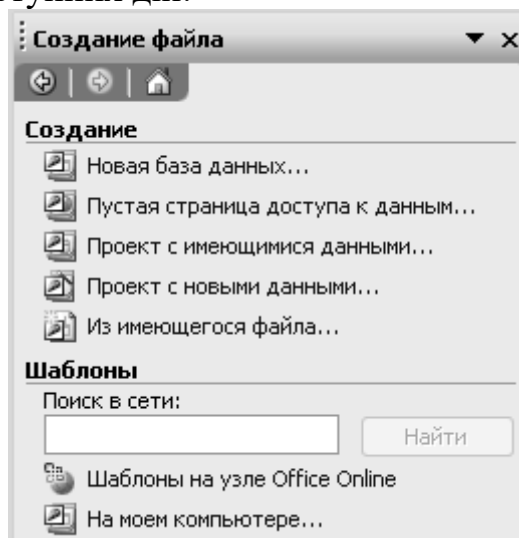 Создание файла
Создание
Новая база данных...
Пустая страница доступа к данным...
Проект с имеющимися данными...
Проект с новыми данными...
Из имеющегося файла...
Шаблоны
Поиск в сети:
Найти
Шаблоны на узле Office Online
На моем компьютере...